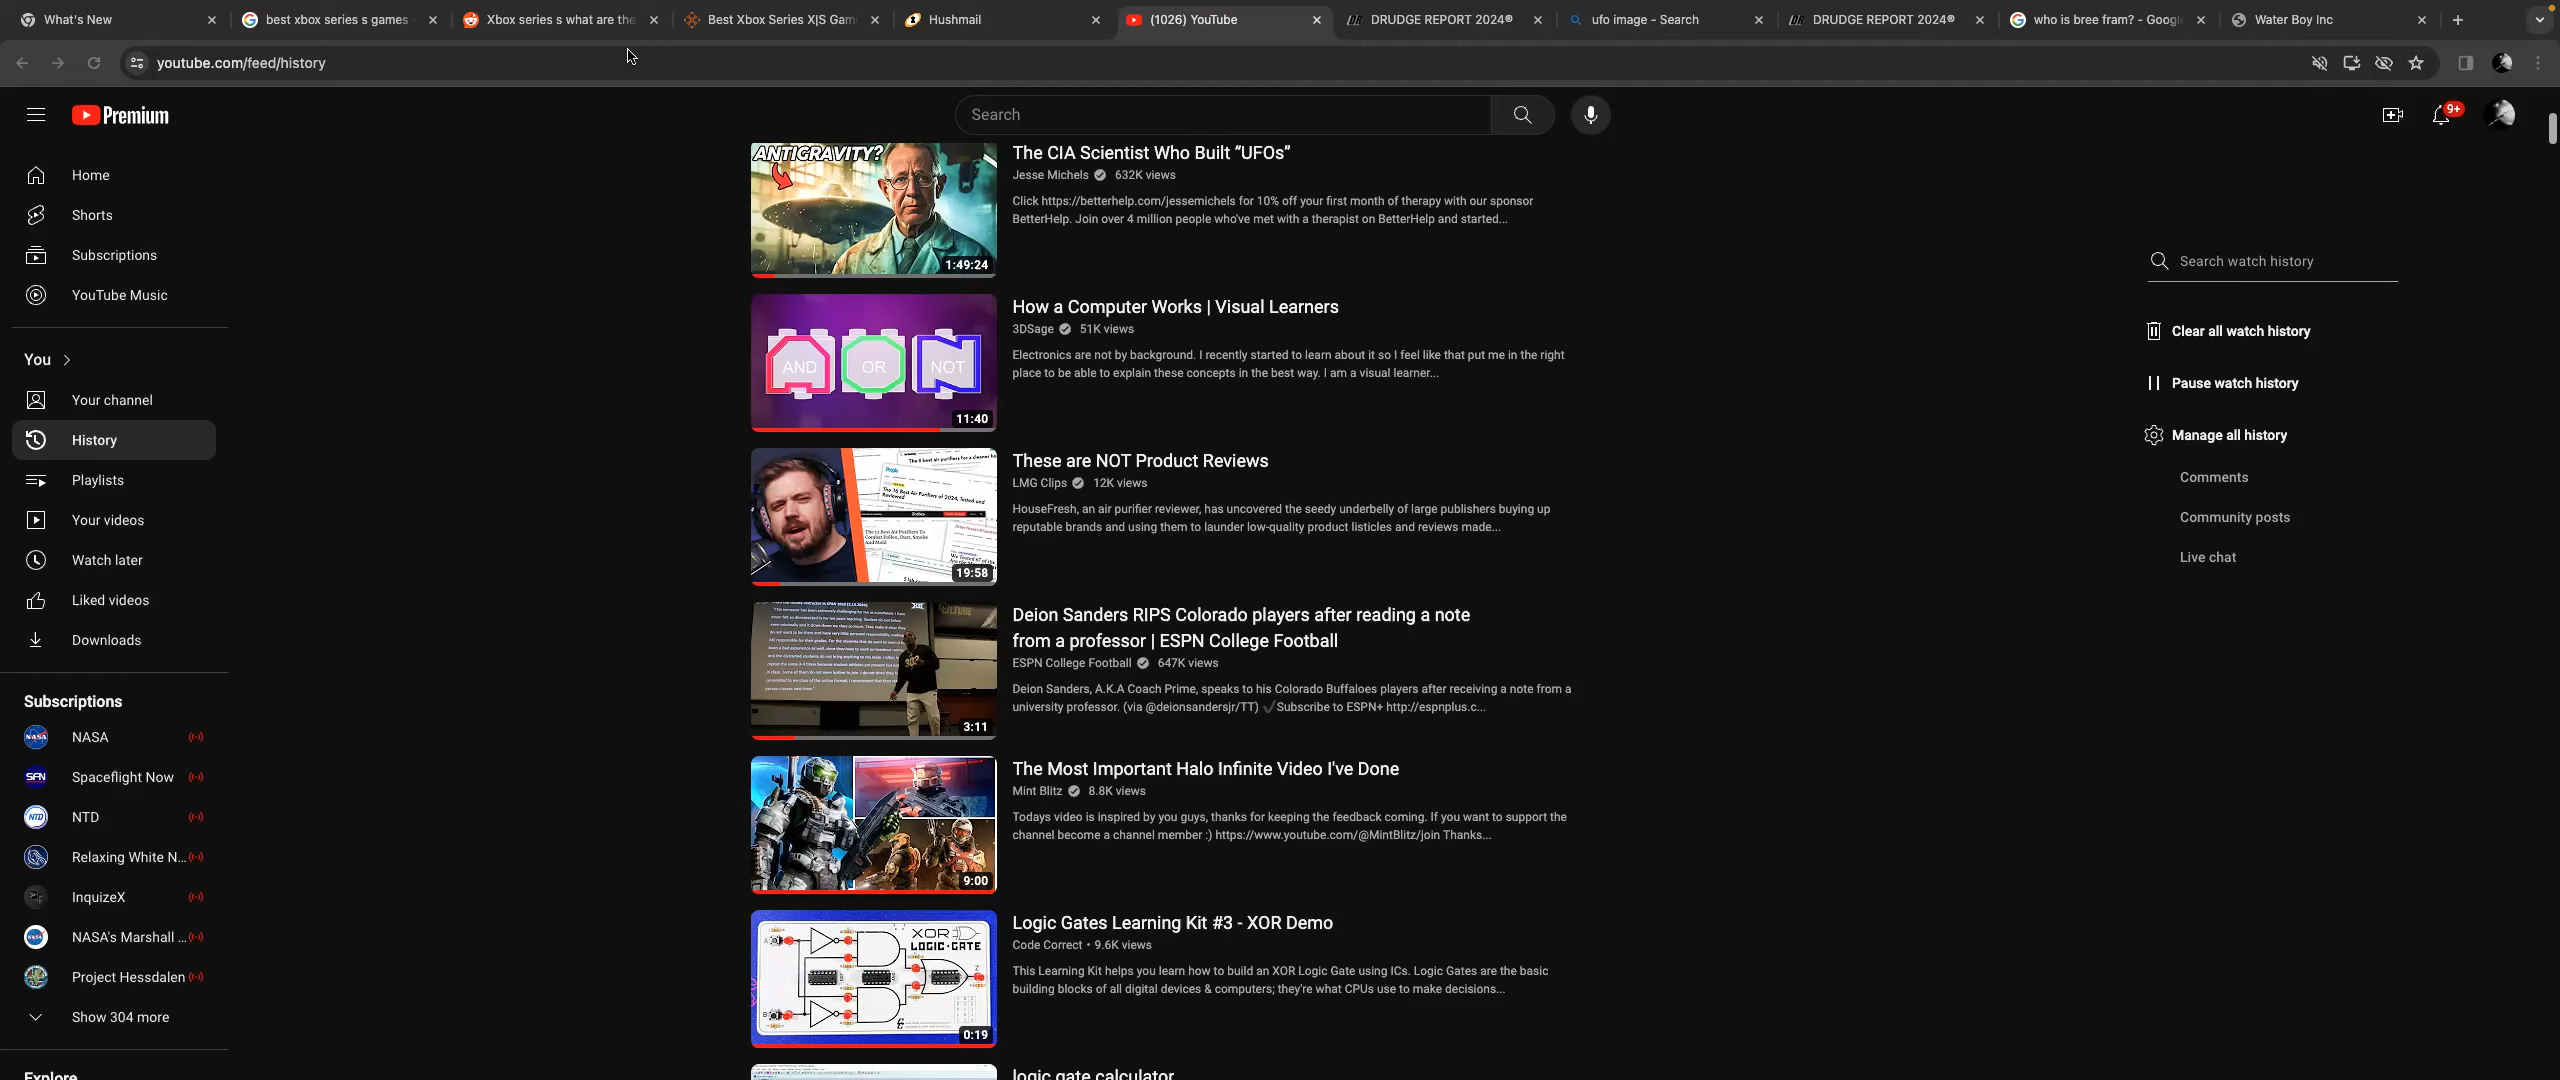 What's New
best xbox series s games
Xbox series s what are the
Best Xbox Series X|S Gam
Hushmail
(1026) YouTube
DRUDGE REPORT 2024®
ufo image - Search
DRUDGE REPORT 2024®
who is bree fram? - Googl
Water Boy Inc
youtube.com/feed/history
Premium
Search
9+
Home
Shorts
Subscriptions
YouTube Music
You
Your channel
History
Playlists
Your videos
Watch later
Liked videos
Downloads
Subscriptions
NASA
Spaceflight Now
NTD
Relaxing White N...
InquizeX
NASA's Marshall ...
Project Hessdalen
Show 304 more
Explore
ANTIGRAVITY?
1:49:24
The CIA Scientist Who Built “UFOs”
Jesse Michels 632K views
Click https://betterhelp.com/jessemichels for 10% off your first month of therapy with our sponsor
BetterHelp. Join over 4 million people who've met with a therapist on BetterHelp and started...
AND OR NOT
11:40
How a Computer Works | Visual Learners
3DSage 51K views
Electronics are not by background. I recently started to learn about it so I feel like that put me in the right
place to be able to explain these concepts in the best way. I am a visual learner...
19:58
These are NOT Product Reviews
LMG Clips 12K views
HouseFresh, an air purifier reviewer, has uncovered the seedy underbelly of large publishers buying up
reputable brands and using them to launder low-quality product listicles and reviews made...
3:11
Deion Sanders RIPS Colorado players after reading a note
from a professor | ESPN College Football
ESPN College Football 647K views
Deion Sanders, A.K.A Coach Prime, speaks to his Colorado Buffaloes players after receiving a note from a
university professor. (via @deionsandersjr/TT) ✓Subscribe to ESPN+ http://espnplus.c...
9:00
The Most Important Halo Infinite Video I've Done
Mint Blitz 8.8K views
Todays video is inspired by you guys, thanks for keeping the feedback coming. If you want to support the
channel become a channel member :) https://www.youtube.com/@MintBlitz/join Thanks...
XOR
LOGIC-GATE
0:19
Logic Gates Learning Kit #3 - XOR Demo
Code Correct • 9.6K views
This Learning Kit helps you learn how to build an XOR Logic Gate using ICs. Logic Gates are the basic
building blocks of all digital devices & computers; they're what CPUs use to make decisions...
logic gate calculator
Search watch history
Clear all watch history
Pause watch history
Manage all history
Comments
Community posts
Live chat